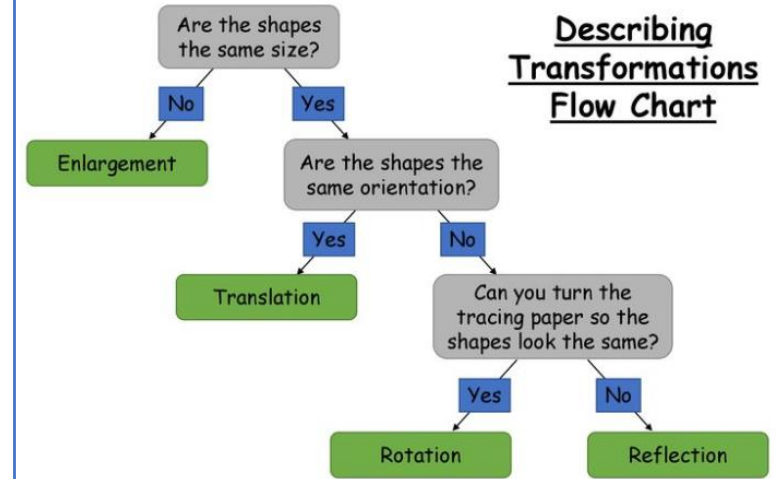 Describing
Transformations
Flow Chart
Are the shapes
the same size?
No
Yes
Enlargement
Are the shapes the
same orientation?
Yes
No
Translation
Can you turn the
tracing paper so the
shapes look the same?
Yes
No
Rotation
Reflection